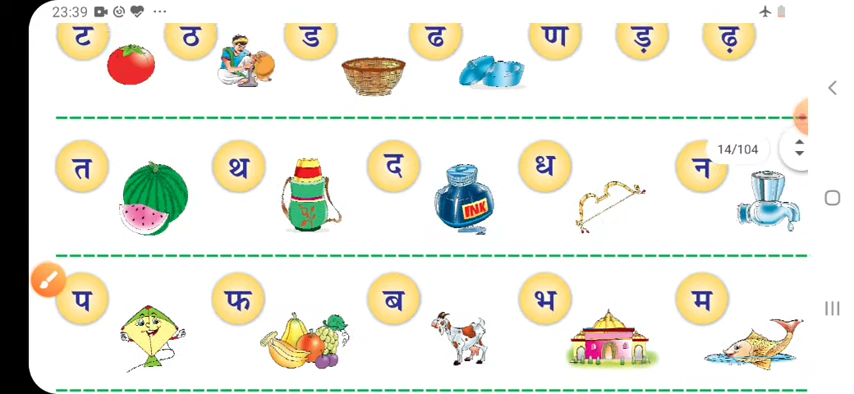 23:39
ट ठ ड ढ ण ड़ ढ़
त थ द ध न
14/104
INK
प फ ब भ म